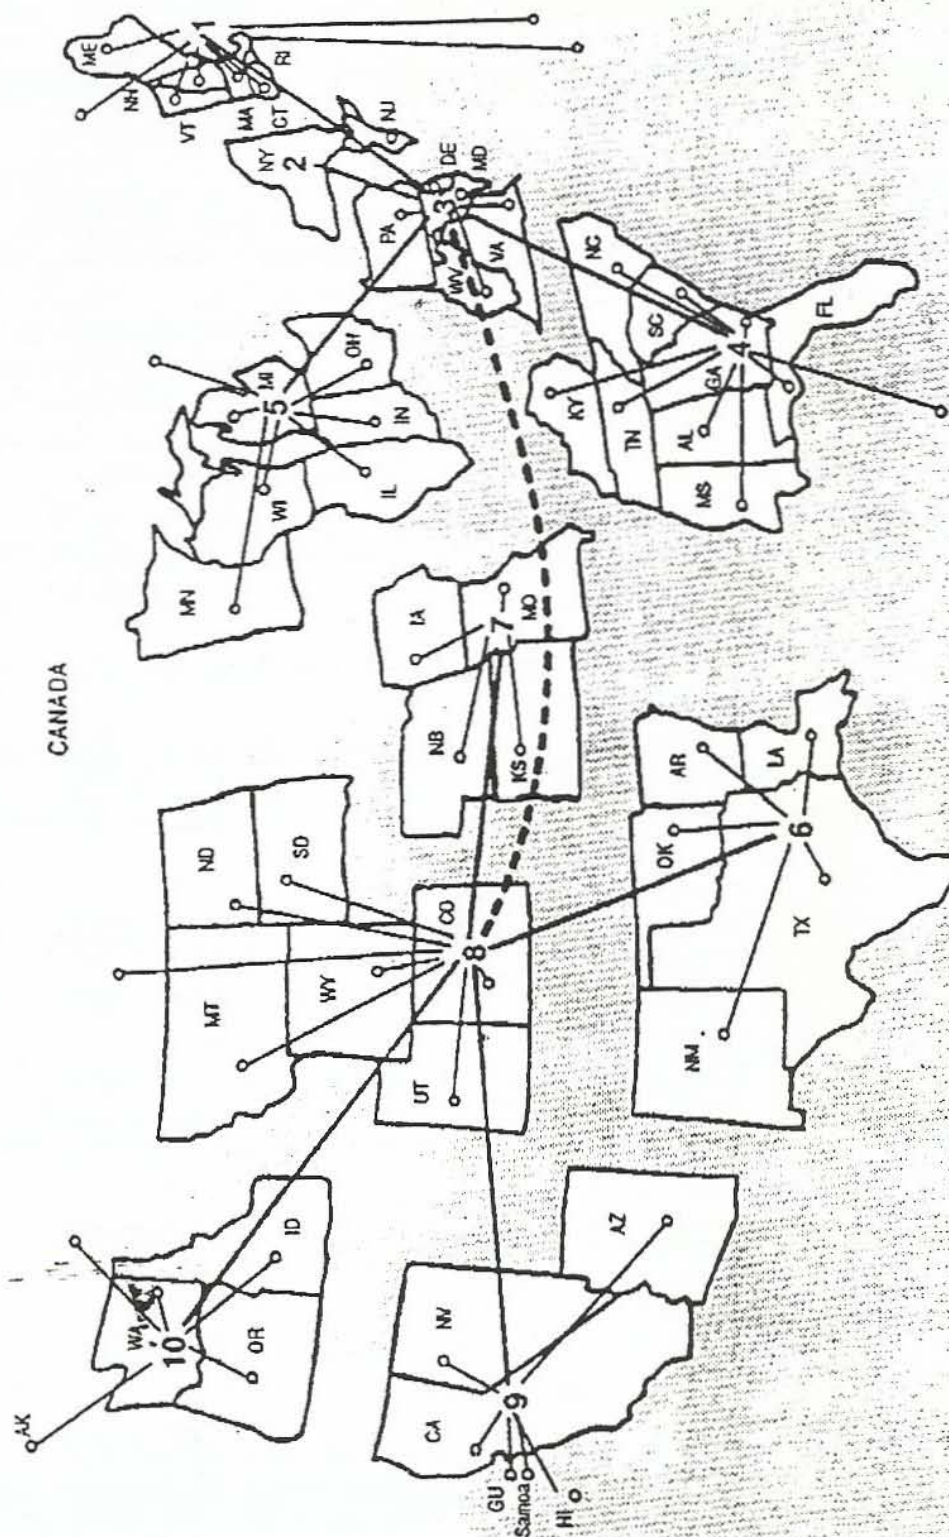 CANADA
AK
WA
10
ID
OR
MT
ND
SD
WY
UT
8
CO
NV
CA
9
GU
Samoa
HI
AZ
NM
TX
OK
6
AR
LA
NB
KS
IA
7
MO
MN
WI
5
MI
IL
IN
OH
KY
TN
NC
SC
MS
AL
GA
4
FL
PA
3
WV
VA
DE
MD
NY
2
NJ
ME
NH
VT
MA
CT
RI
1